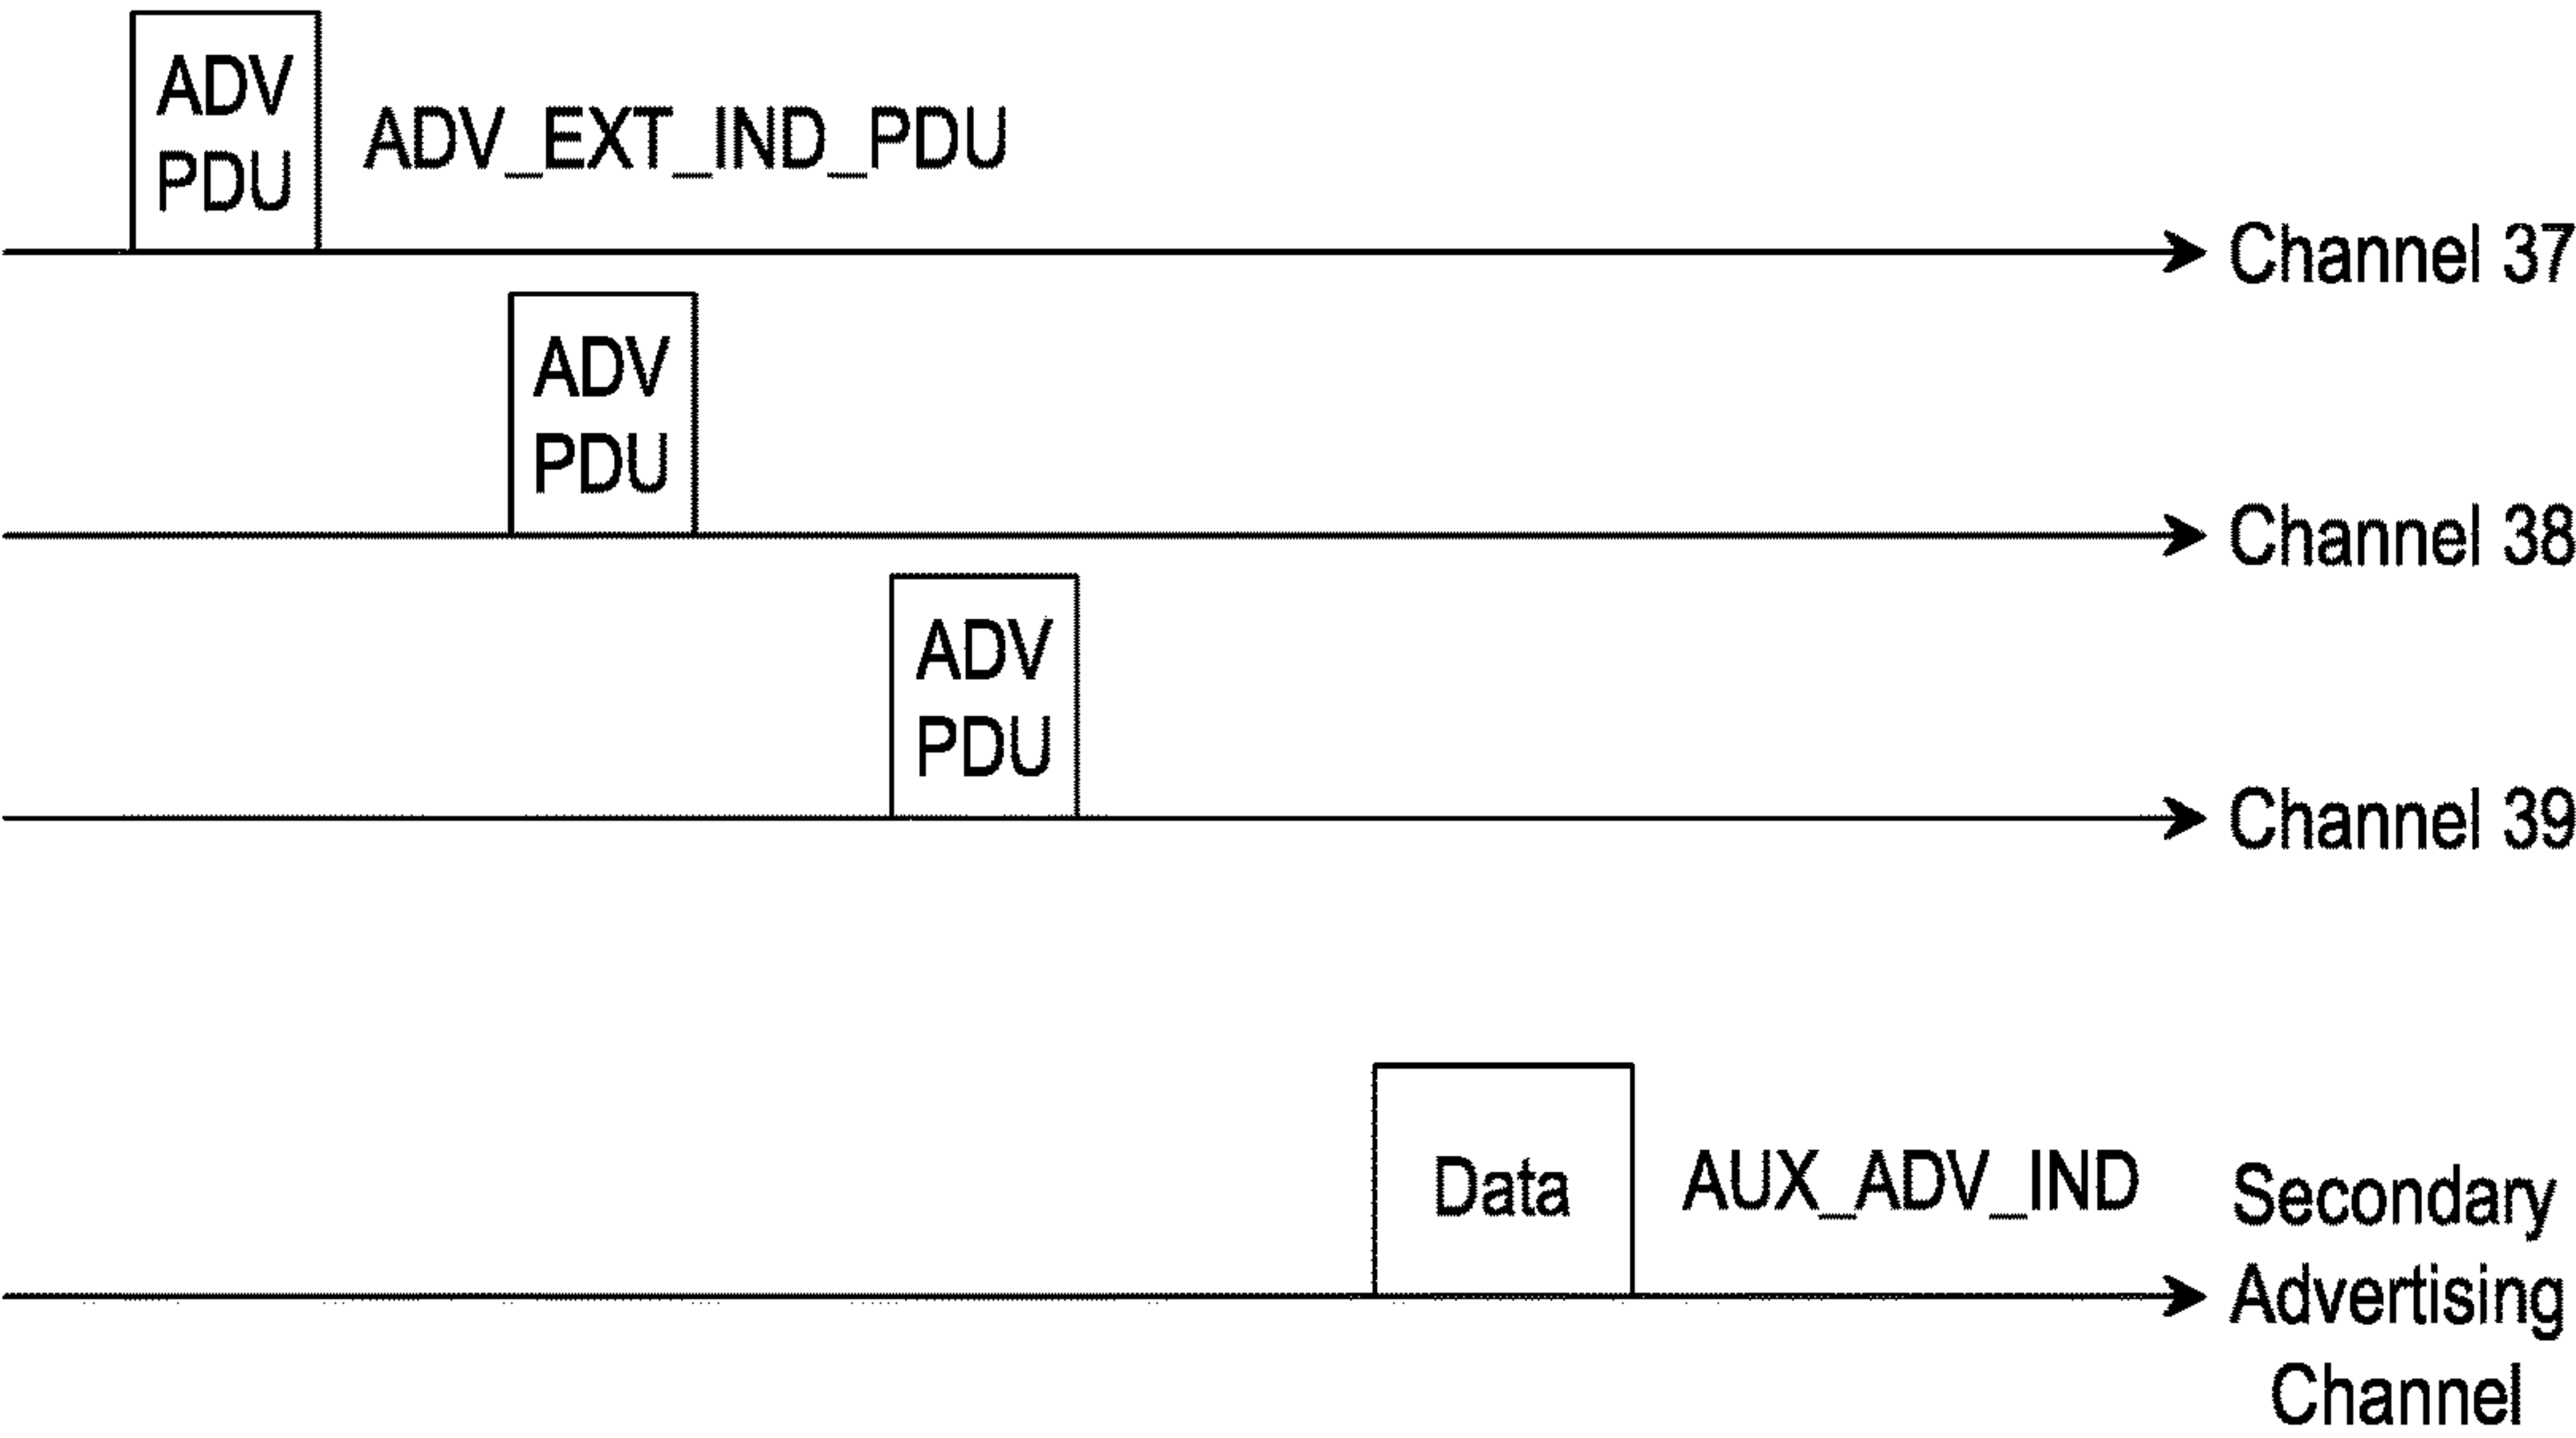 ADV
PDU
ADV_EXT_IND_PDU
Channel 37
ADV
PDU
Channel 38
ADV
PDU
Channel 39
Data
AUX_ADV_IND
Secondary
Advertising
Channel